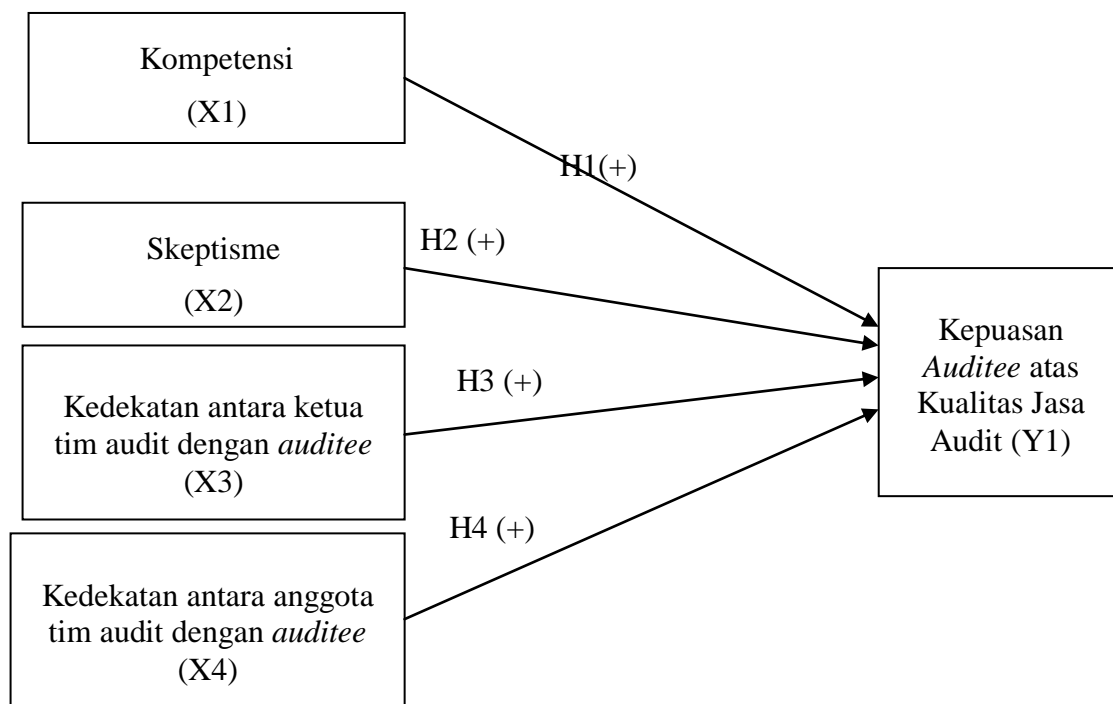 Kompetensi
(X1)
H1(+)
Skeptisme
(X2)
H2 (+)
Kedekatan antara ketua
tim audit dengan auditee
(X3)
H3 (+)
Kedekatan antara anggota
tim audit dengan auditee
(X4)
H4 (+)
Kepuasan
Auditee atas
Kualitas Jasa
Audit (Y1)